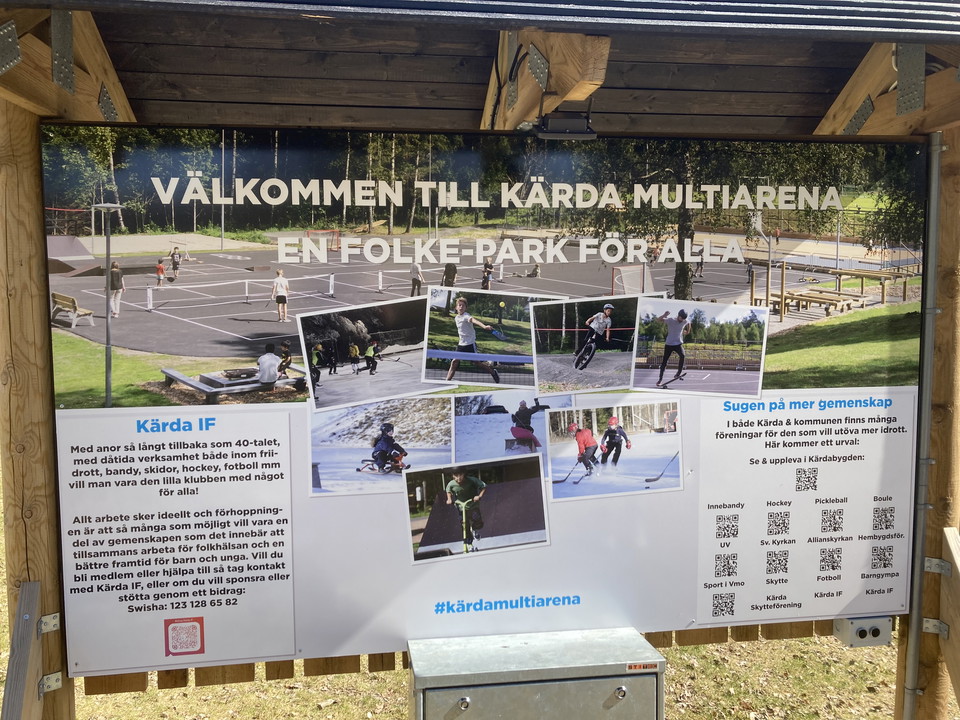 VÄLKOMMEN TILL KÄRDA MULTIARENA
EN FOLKE-PARK FÖR ALLA
Kärda IF
Med anor så långt tillbaka som 40-talet,
med dåtida verksamhet både inom frii-
drott, bandy, skidor, hockey, fotboll mm
vill man vara den lilla klubben med något
för alla!
Allt arbete sker ideellt och förhoppning-
en är att så många som möjligt vill vara en
del av gemenskapen som det innebär att
tillsammans arbeta för folkhälsan och en
bättre framtid för barn och unga. Vill du
bli medlem eller hjälpa till så tag kontakt
med Kärda IF, eller om du vill sponsra eller
stötta genom ett bidrag:
Swisha: 123 128 65 82
#kärdamultiarena
Sugen på mer gemenskap
I både Kärda & kommunen finns många
föreningar för den som vill utöva mer idrott.
Här kommer ett urval:
Se & uppleva i Kärdabygden:
Innebandy Hockey Pickleball Boule
UV Sv. Kyrkan Allianskyrkan Hembygdsför.
Sport i Vmo Skytte Fotboll Barngympa
Kärda Skytteförening Kärda IF Kärda IF